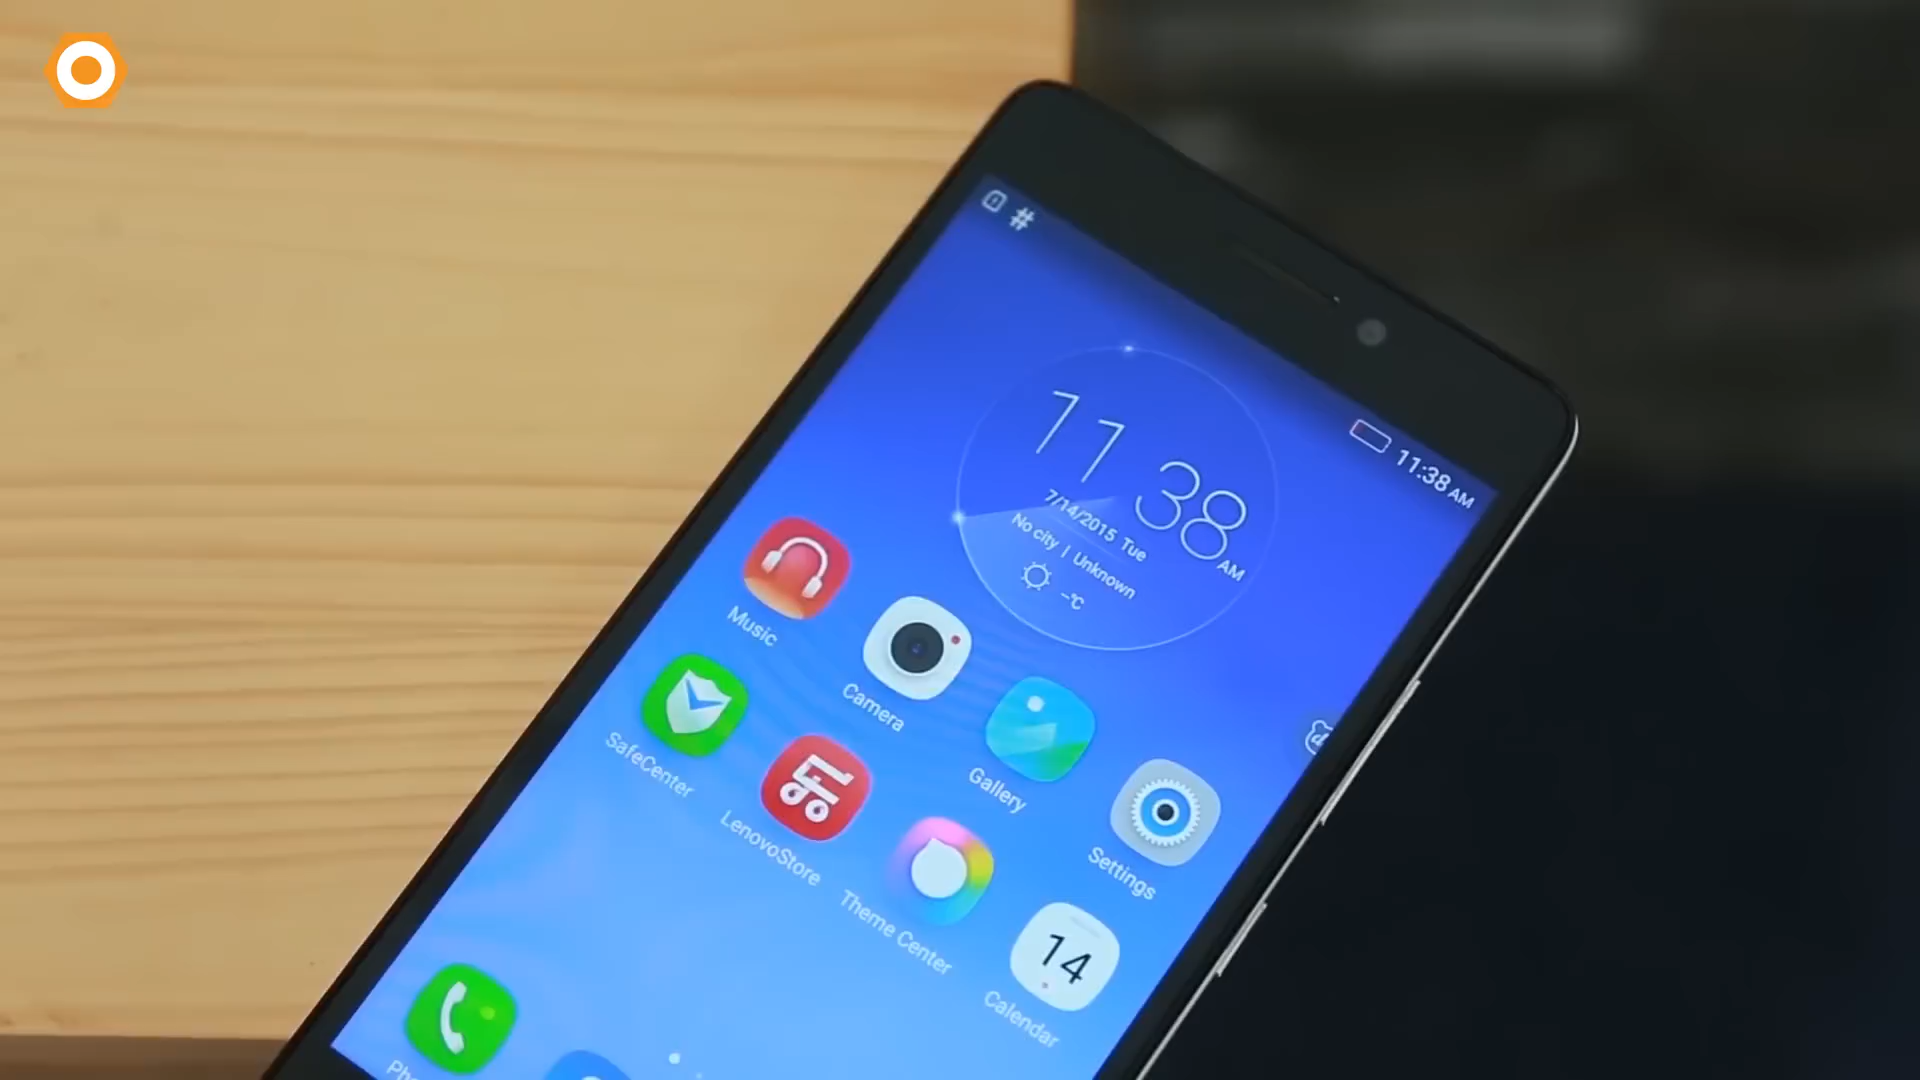 #
11:38 AM
11 38 AM
7/14/2015 Tue
No city | Unknown
-°C
Music
Camera
Gallery
Settings
SafeCenter
LenovoStore
Theme Center
14
Calendar